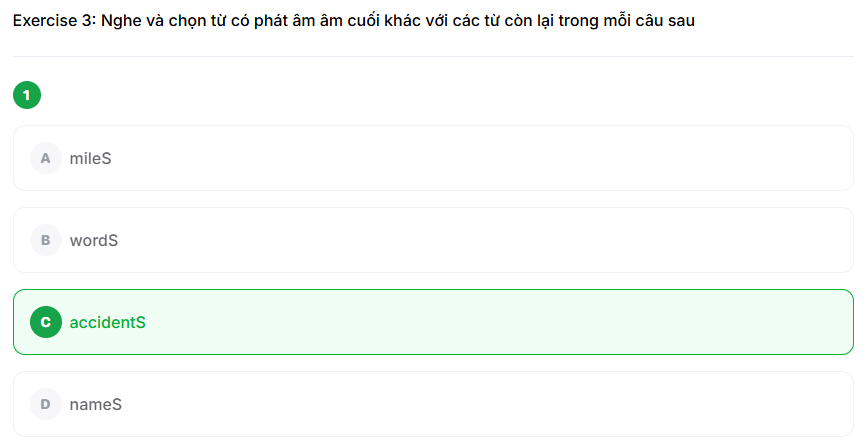 Exercise 3: Nghe và chọn từ có phát âm âm cuối khác với các từ còn lại trong mỗi câu sau
1
A mileS
B wordS
C accidentS
D nameS